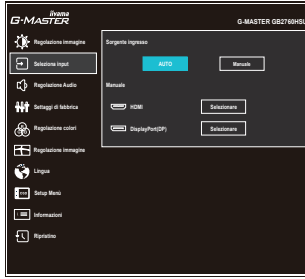 iiyama
G-MASTER
G-MASTER GB2760HSU
Regolazione immagine
Seleziona input
Regolazione Audio
Settaggi di fabbrica
Regolazione colori
Regolazione immagine
Lingua
OSD
Setup Menù
Informazioni
Ripristino
Sorgente ingresso
AUTO
Manuale
Manuale
HDMI
Selezionare
DisplayPort(DP)
Selezionare